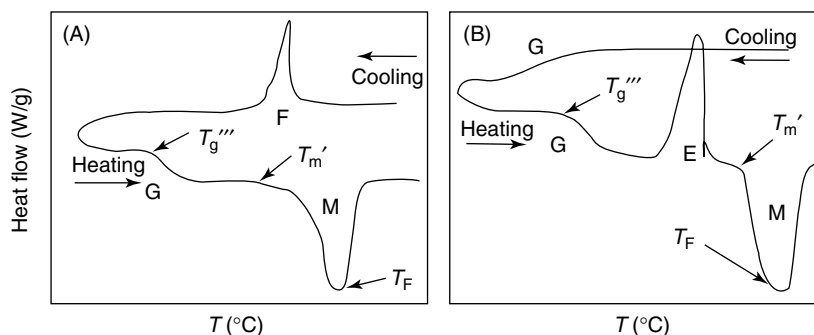 Heat flow (W/g)
(A)
Cooling
F
Tg′′′
Heating
G
Tm′
M
TF
T (°C)
(B)
G
Cooling
Tg′′′
Heating
G
E
Tm′
M
TF
T (°C)